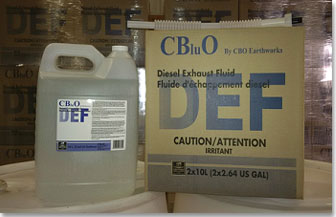 CBluO
By CBO Earthworks
Diesel Exhaust Fluid
Fluide d'échappement diesel
DEF
CAUTION/ATTENTION
IRRITANT
2x10L (2x2.64 US GAL)
CBluO
DEF